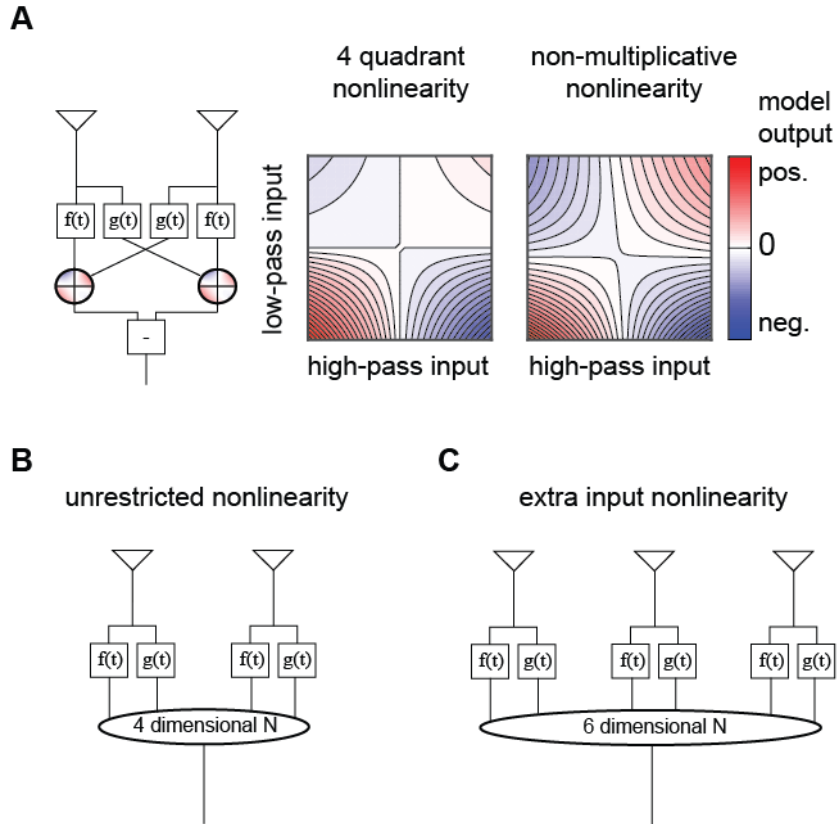 A
4 quadrant
nonlinearity
non-multiplicative
nonlinearity
model
output
pos.
0
neg.
low-pass input
high-pass input
high-pass input
f(t) g(t) g(t) f(t)
-
B
unrestricted nonlinearity
f(t) g(t) f(t) g(t)
4 dimensional N
C
extra input nonlinearity
f(t) g(t) f(t) g(t) f(t) g(t)
6 dimensional N